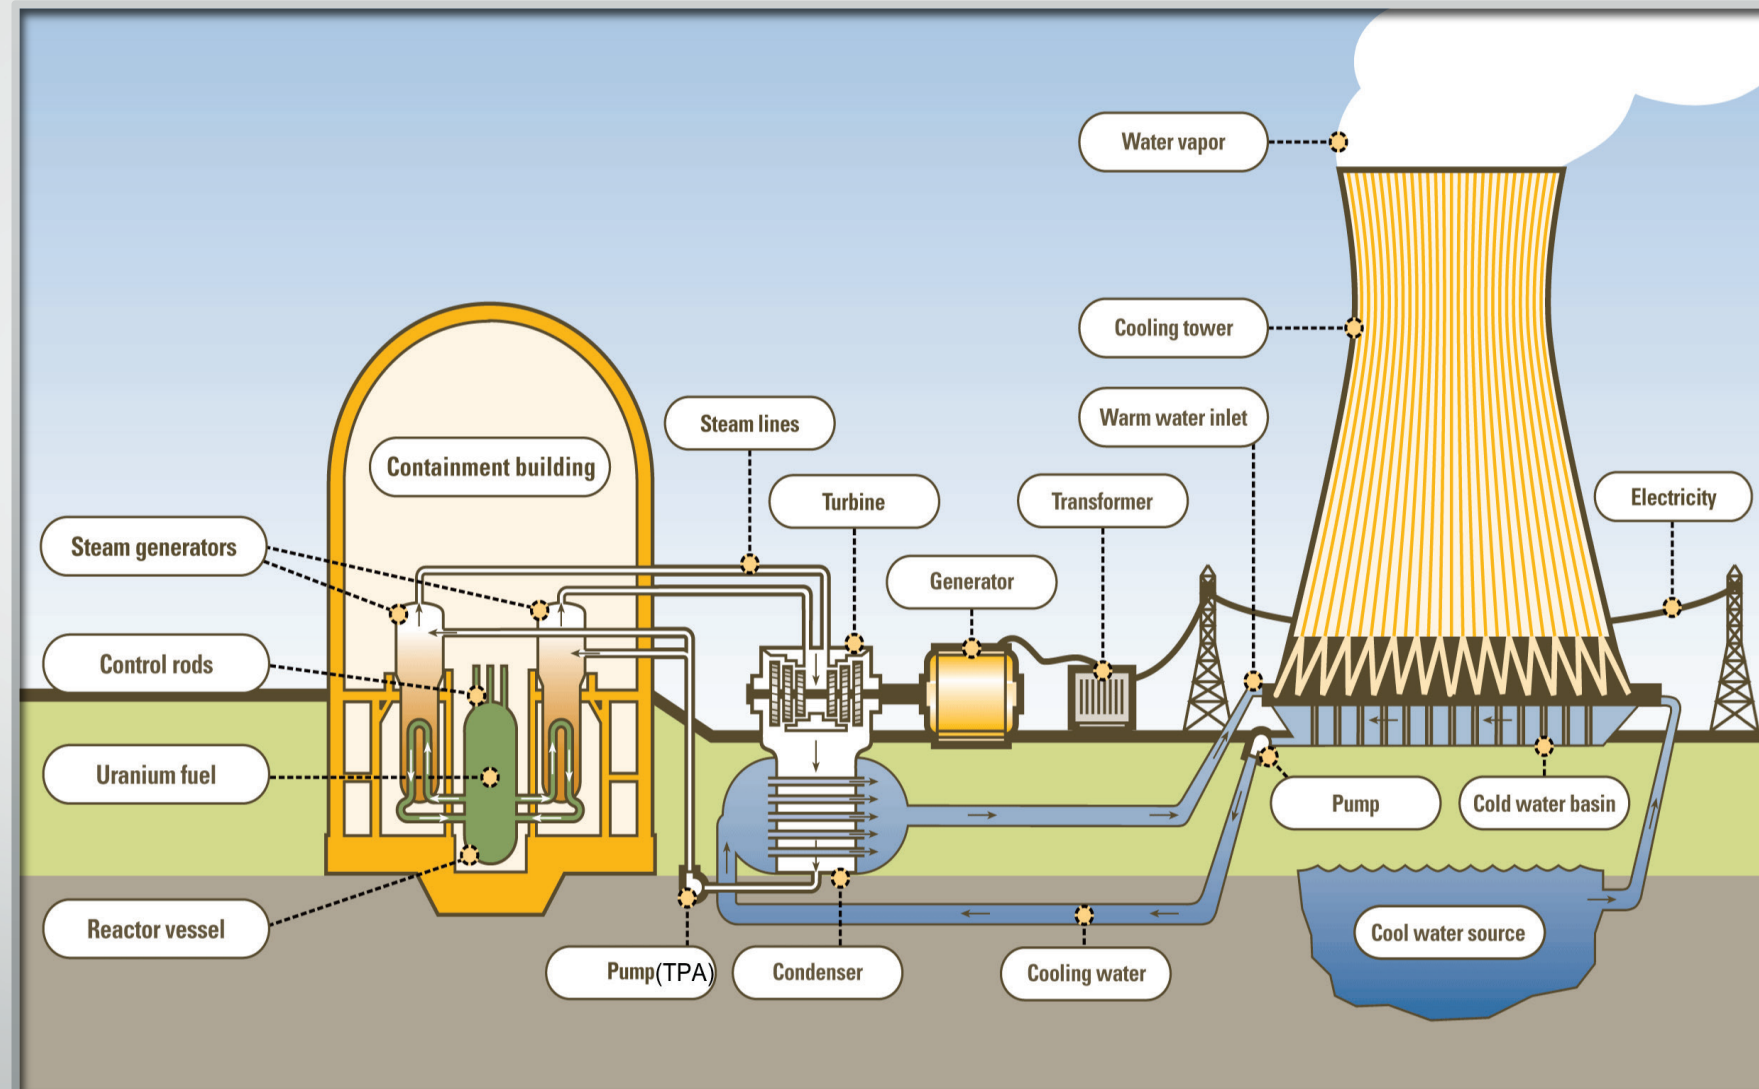 Water vapor
Cooling tower
Warm water inlet
Steam lines
Containment building
Turbine
Transformer
Electricity
Steam generators
Generator
Control rods
Uranium fuel
Pump
Cold water basin
Reactor vessel
Cool water source
Pump(TPA)
Condenser
Cooling water